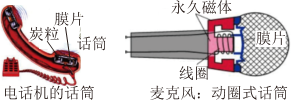 膜片
炭粒
话筒
电话机的话筒
永久磁体
膜片
线圈
麦克风：动圈式话筒